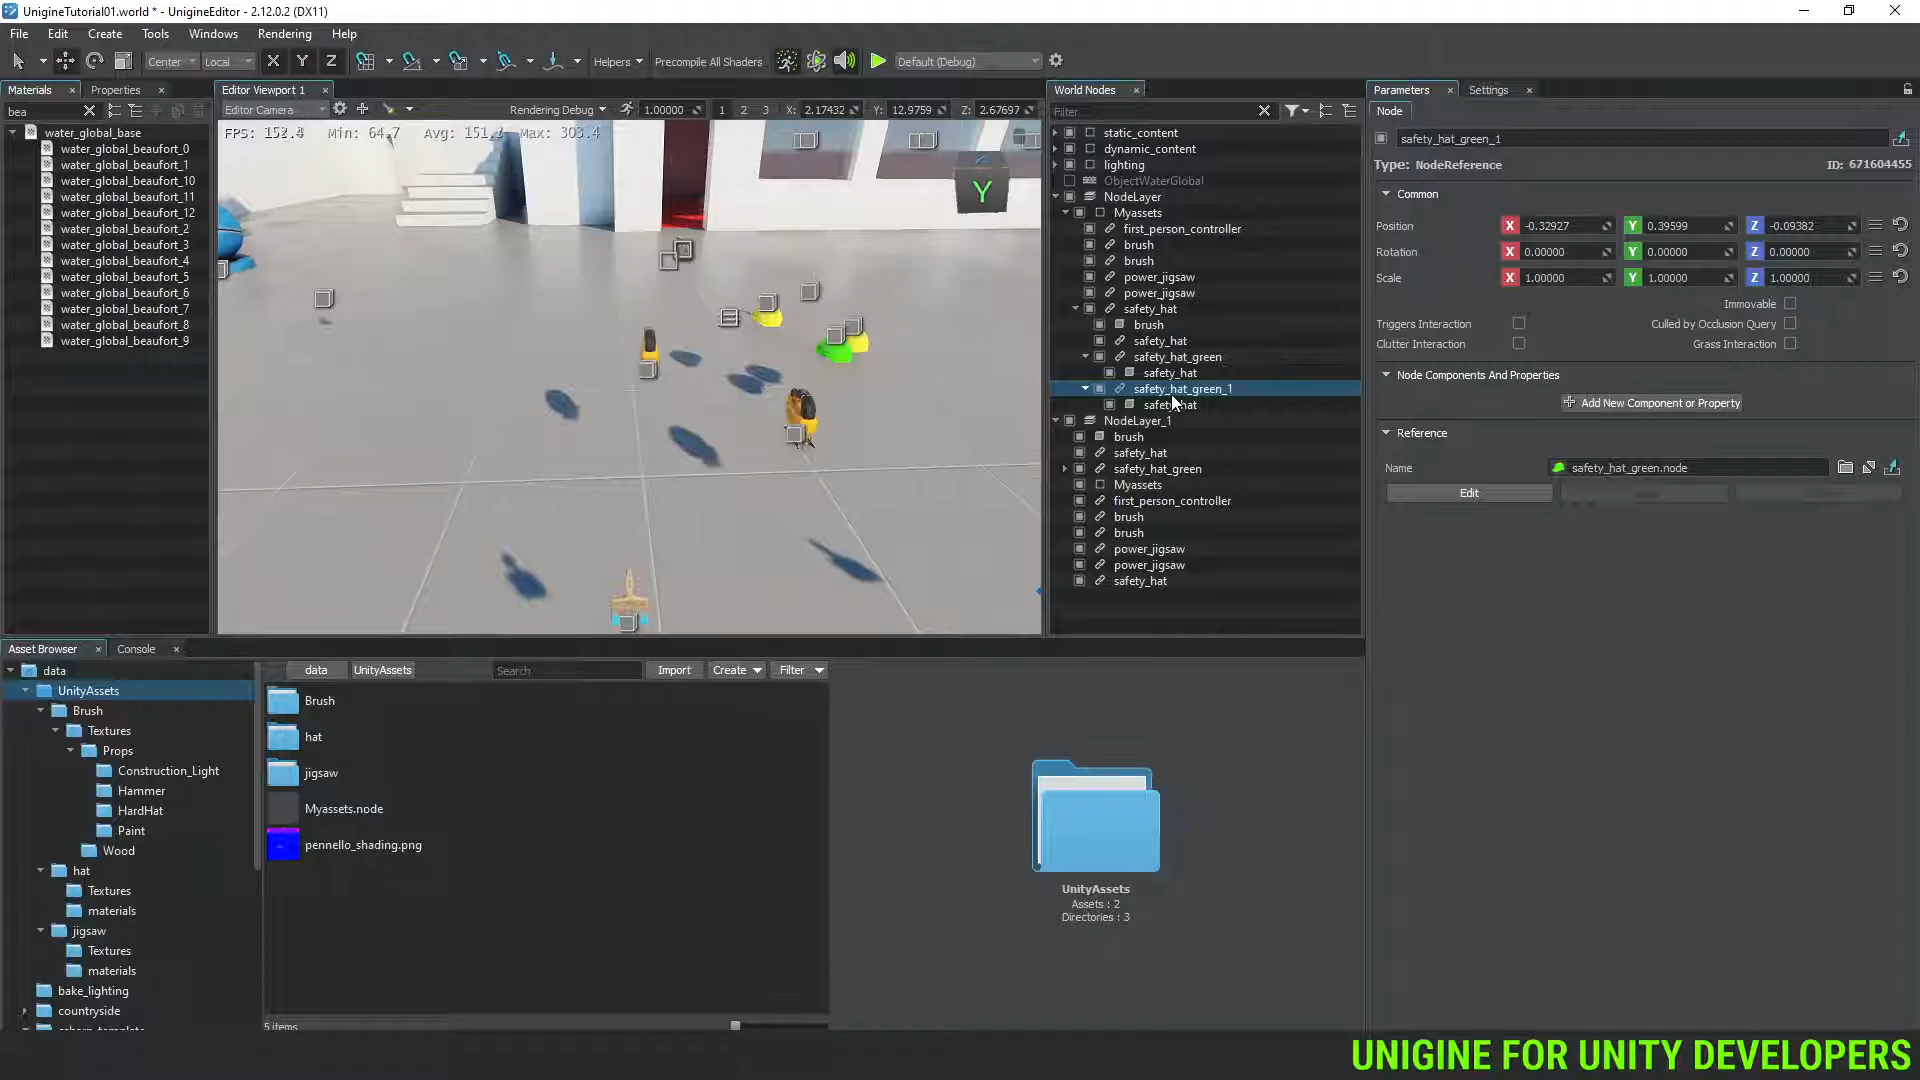 UnigineTutorial01.world * - UnigineEditor - 2.12.0.2 (DX11)
File Edit Create Tools Windows Rendering Help
Center Local X Y Z Helpers Precompile All Shaders Default (Debug)
Materials Properties
bea
water_global_base
water_global_beaufort_0
water_global_beaufort_1
water_global_beaufort_10
water_global_beaufort_11
water_global_beaufort_12
water_global_beaufort_2
water_global_beaufort_3
water_global_beaufort_4
water_global_beaufort_5
water_global_beaufort_6
water_global_beaufort_7
water_global_beaufort_8
water_global_beaufort_9
Editor Viewport 1
Editor Camera Rendering Debug 1.00000 1 2 3 X: 2.17432 Y: 12.9759 Z: 2.67697
FPS: 152.4 Min: 64.7 Avg: 151. Max: 303.4
Y
World Nodes
Filter
static_content
dynamic_content
lighting
ObjectWaterGlobal
NodeLayer
Myassets
first_person_controller
brush
brush
power_jigsaw
power_jigsaw
safety_hat
brush
safety_hat
safety_hat_green
safety_hat
safety_hat_green_1
safety_hat
NodeLayer_1
brush
safety_hat
safety_hat_green
Myassets
first_person_controller
brush
brush
power_jigsaw
power_jigsaw
safety_hat
Parameters Settings
Node
safety_hat_green_1
Type: NodeReference ID: 671604455
Common
Position X -0.32927 Y 0.39599 Z -0.09382
Rotation X 0.00000 Y 0.00000 Z 0.00000
Scale X 1.00000 Y 1.00000 Z 1.00000
Immovable
Triggers Interaction Culled by Occlusion Query
Clutter Interaction Grass Interaction
Node Components And Properties
Add New Component or Property
Reference
Name safety_hat_green.node
Edit
Asset Browser Console
data
UnityAssets
Brush
Textures
Props
Construction_Light
Hammer
HardHat
Paint
Wood
hat
Textures
materials
jigsaw
Textures
materials
bake_lighting
countryside
data UnityAssets Search Import Create Filter
Brush
hat
jigsaw
Myassets.node
pennello_shading.png
5 items
UnityAssets
Assets : 2
Directories : 3
UNIGINE FOR UNITY DEVELOPERS